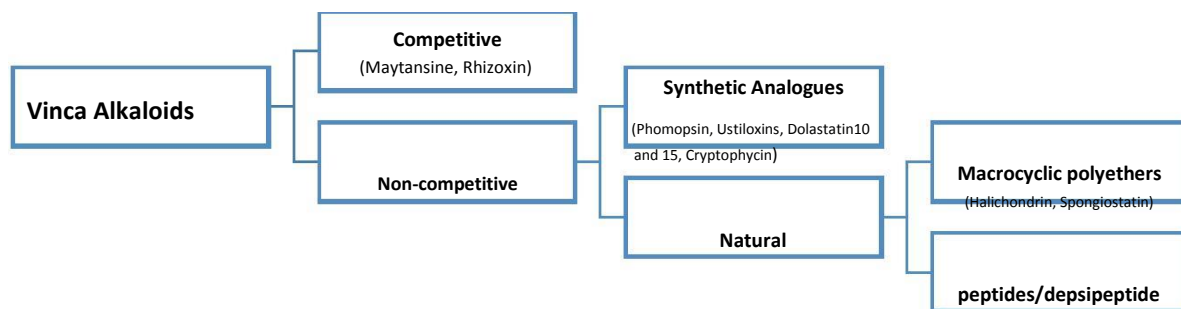 Vinca Alkaloids
Competitive
(Maytansine, Rhizoxin)
Non-competitive
Synthetic Analogues
(Phomopsin, Ustiloxins, Dolastatin10
and 15, Cryptophycin)
Natural
Macrocyclic polyethers
(Halichondrin, Spongiostatin)
peptides/depsipeptide